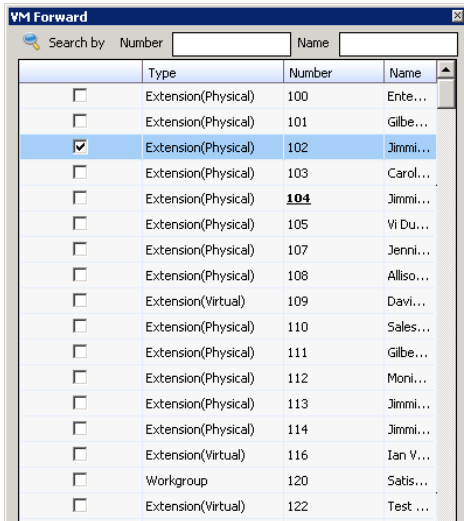 VM Forward
Search by Number Name
Type Number Name
Extension(Physical) 100 Ente...
Extension(Physical) 101 Gilbe...
Extension(Physical) 102 Jimmi...
Extension(Physical) 103 Carol...
Extension(Physical) 104 Jimmi...
Extension(Physical) 105 Vi Du...
Extension(Physical) 107 Jenni...
Extension(Physical) 108 Alliso...
Extension(Virtual) 109 Davi...
Extension(Physical) 110 Sales...
Extension(Physical) 111 Gilbe...
Extension(Physical) 112 Moni...
Extension(Physical) 113 Jimmi...
Extension(Physical) 114 Jimmi...
Extension(Virtual) 116 Ian V...
Workgroup 120 Satis...
Extension(Virtual) 122 Test ...